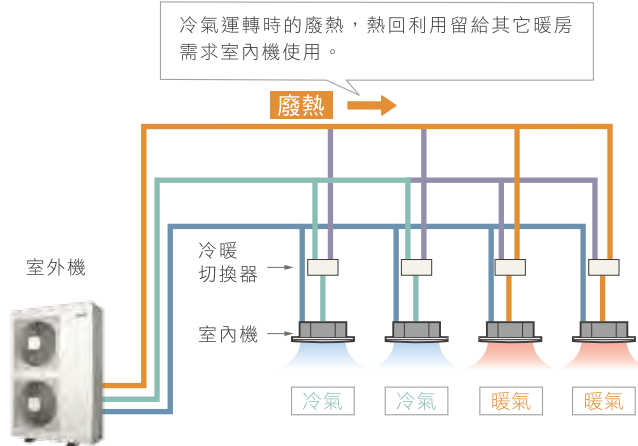 冷氣運轉時的廢熱，熱回利用留給其它暖房
需求室內機使用。
廢熱
冷暖
切換器
室外機
室內機
冷氣
冷氣
暖氣
暖氣